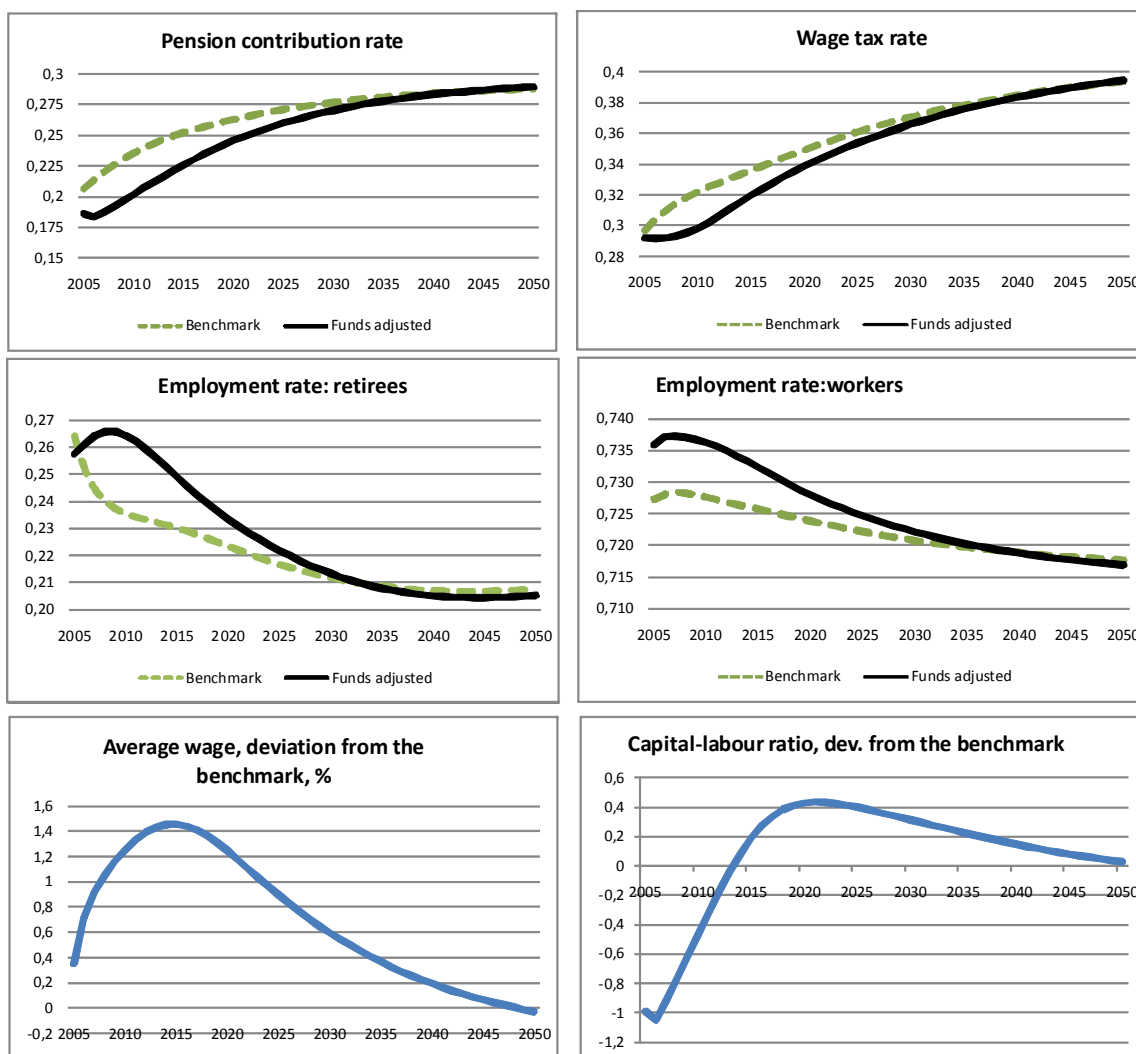 Pension contribution rate
0,3
0,275
0,25
0,225
0,2
0,175
0,15
2005 2010 2015 2020 2025 2030 2035 2040 2045 2050
Benchmark Funds adjusted
Wage tax rate
0,4
0,38
0,36
0,34
0,32
0,3
0,28
2005 2010 2015 2020 2025 2030 2035 2040 2045 2050
Benchmark Funds adjusted
Employment rate: retirees
0,27
0,26
0,25
0,24
0,23
0,22
0,21
0,20
2005 2010 2015 2020 2025 2030 2035 2040 2045 2050
Benchmark Funds adjusted
Employment rate:workers
0,740
0,735
0,730
0,725
0,720
0,715
0,710
2005 2010 2015 2020 2025 2030 2035 2040 2045 2050
Benchmark Funds adjusted
Average wage, deviation from the
benchmark, %
1,6
1,4
1,2
1
0,8
0,6
0,4
0,2
0
-0,2 2005 2010 2015 2020 2025 2030 2035 2040 2045 2050
Capital-labour ratio, dev. from the benchmark
0,6
0,4
0,2
0
2005 2010 2015 2020 2025 2030 2035 2040 2045 2050
-0,2
-0,4
-0,6
-0,8
-1
-1,2